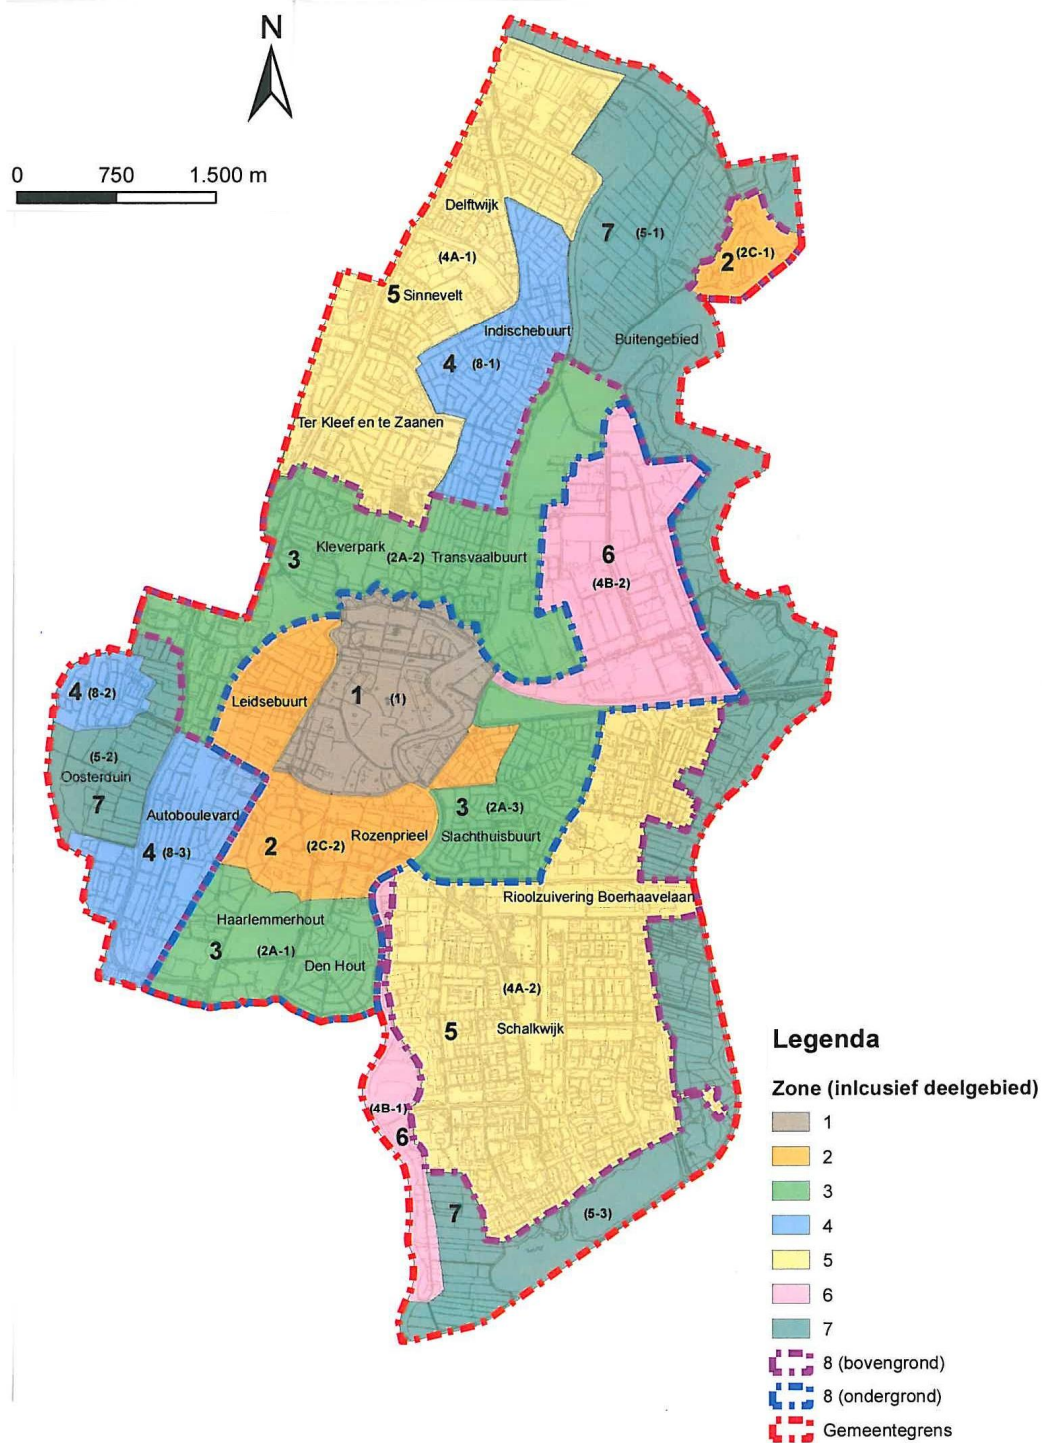 N
0 750 1.500 m
Delftwijk
7 (5-1)
(4A-1)
2 (2C-1)
5 Sinnevelt
Indischebuurt
Buitengebied
4 (8-1)
Ter Kleef en te Zaanen
Kleverpark
3 (2A-2) Transvaalbuurt
6
(4B-2)
4 (8-2)
Leidsebuurt
1 (1)
(5-2)
Oosterduin
7
Autoboulevard
3 (2A-3)
Slachthuisbuurt
Rozenprieel
2 (2C-2)
4 (8-3)
Rioolzuivering Boerhaavelaan
Haarlemmerhout
3 (2A-1)
Den Hout
(4A-2)
5 Schalkwijk
(4B-1)
6
7 (5-3)
Legenda
Zone (inlcusief deelgebied)
1
2
3
4
5
6
7
8 (bovengrond)
8 (ondergrond)
Gemeentegrens